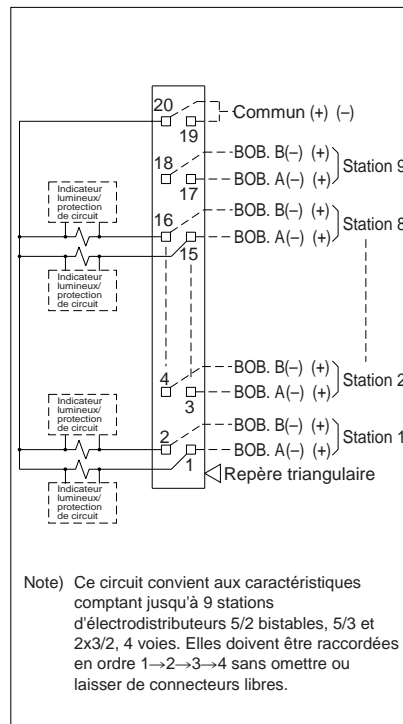 20
Commun (+) (–)
19
18
BOB. B(–) (+)
Station 9
17
BOB. A(–) (+)
Indicateur
lumineux/
protection
de circuit
16
BOB. B(–) (+)
Station 8
BOB. A(–) (+)
15
Indicateur
lumineux/
protection
de circuit
4
BOB. B(–) (+)
Station 2
3
BOB. A(–) (+)
Indicateur
lumineux/
protection
de circuit
2
BOB. B(–) (+)
Station 1
1
BOB. A(–) (+)
Repère triangulaire
Indicateur
lumineux/
protection
de circuit
Note) Ce circuit convient aux caractéristiques
comptant jusqu'à 9 stations
d'électrodistributeurs 5/2 bistables, 5/3 et
2x3/2, 4 voies. Elles doivent être raccordées
en ordre 1→2→3→4 sans omettre ou
laisser de connecteurs libres.